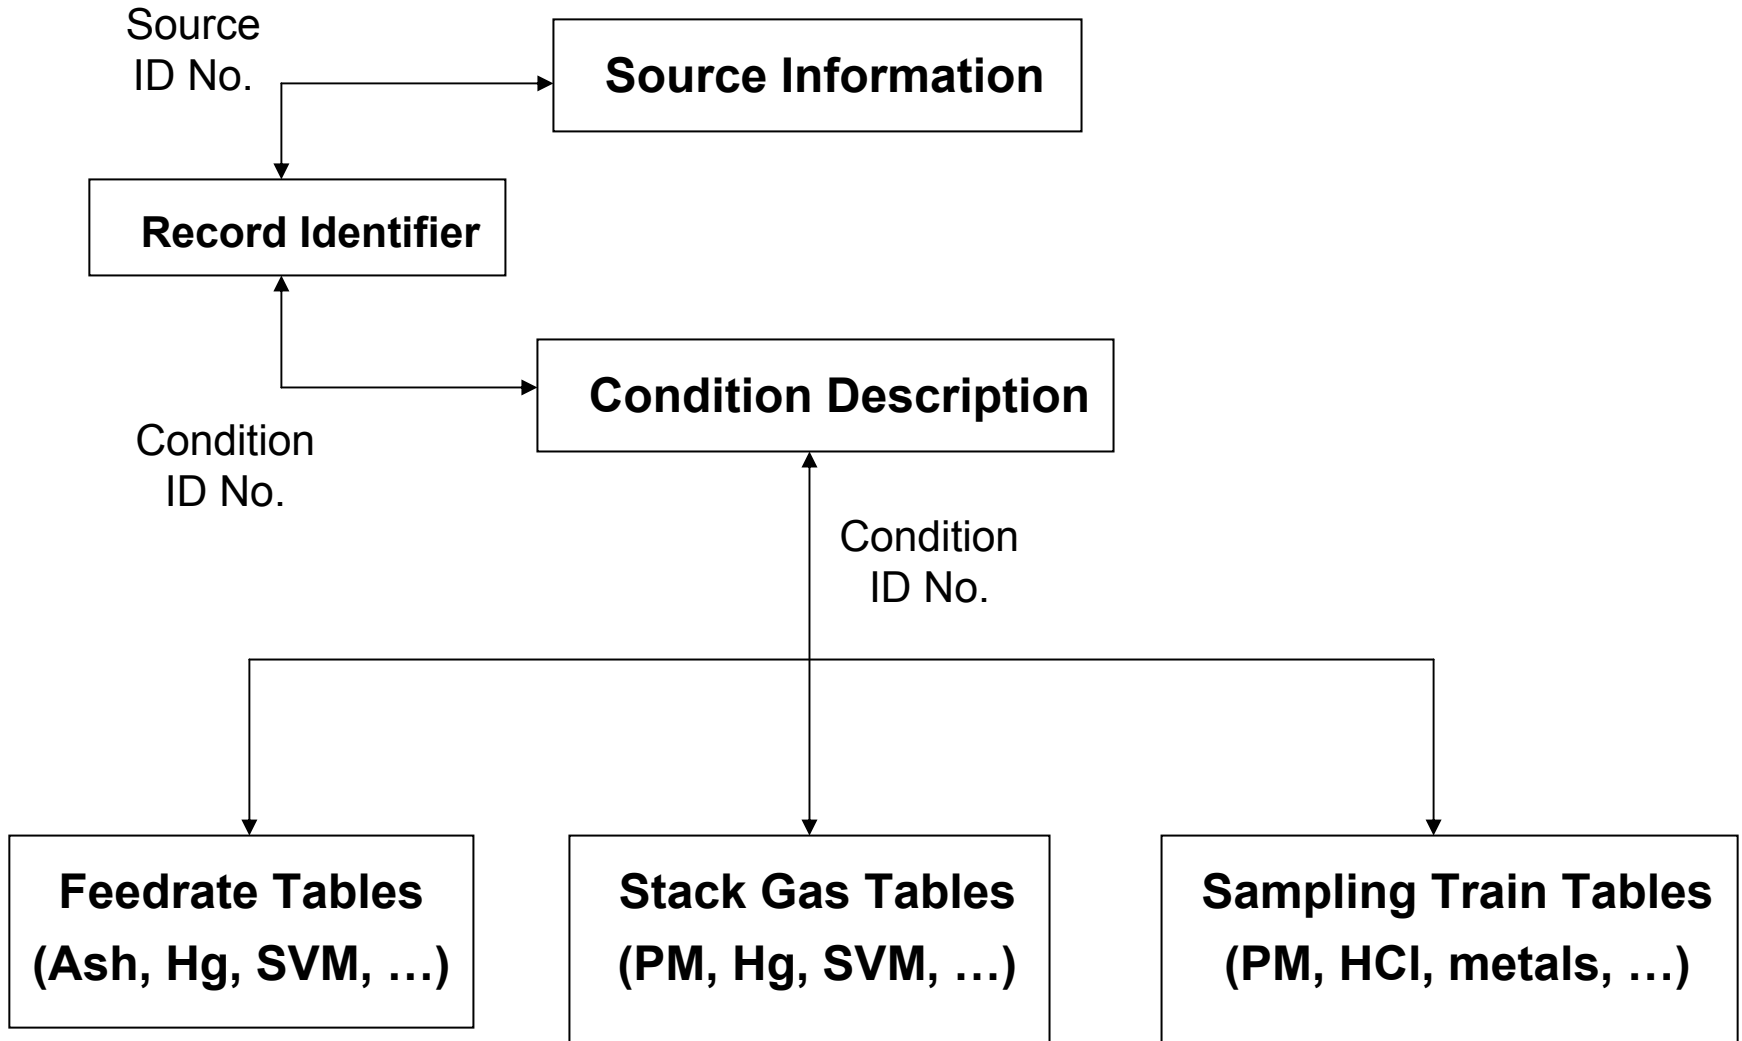 Source
ID No.
Source Information
Record Identifier
Condition Description
Condition
ID No.
Condition
ID No.
Feedrate Tables
(Ash, Hg, SVM, …)
Stack Gas Tables
(PM, Hg, SVM, …)
Sampling Train Tables
(PM, HCl, metals, …)